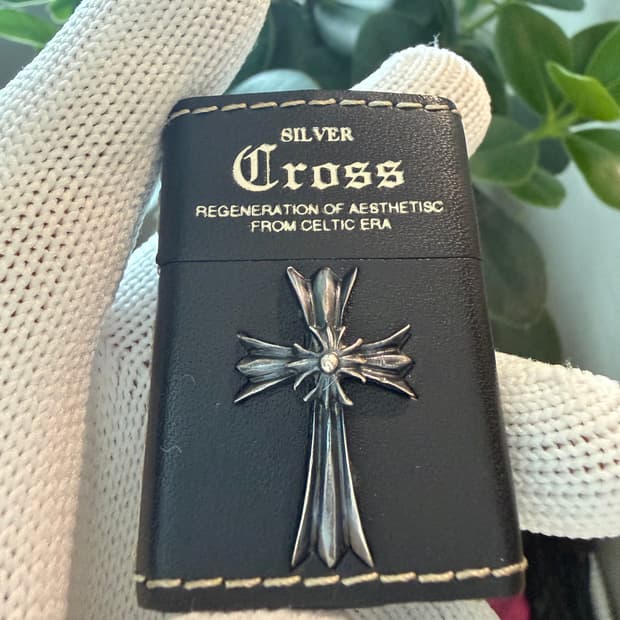 SILVER
Cross
REGENERATION OF AESTHETISC
FROM CELTIC ERA